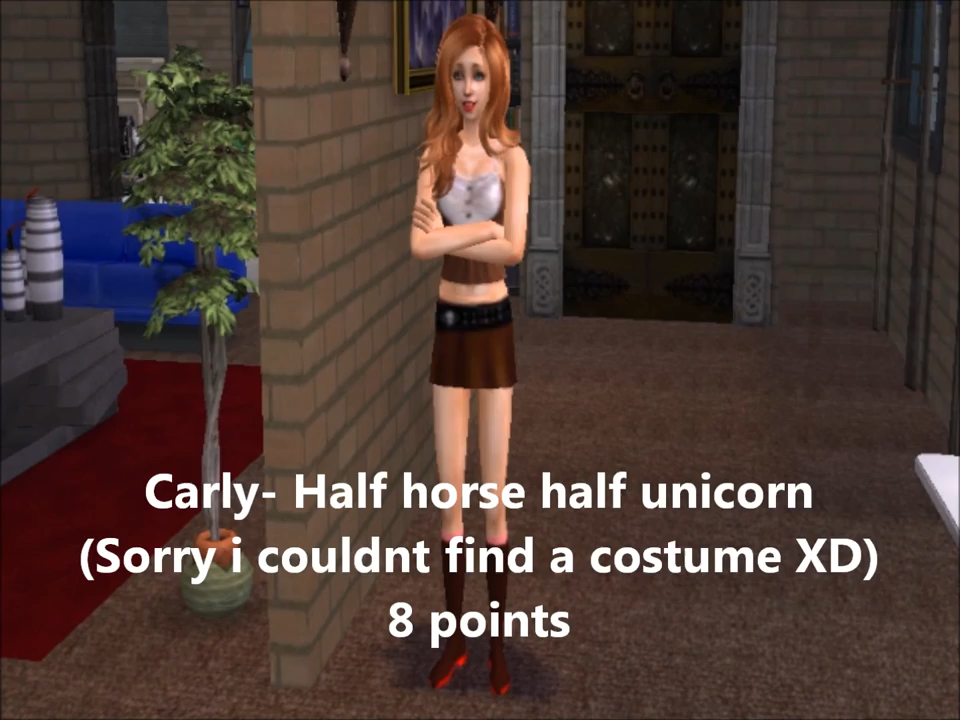 Carly- Half horse half unicorn
(Sorry i couldnt find a costume XD)
8 points